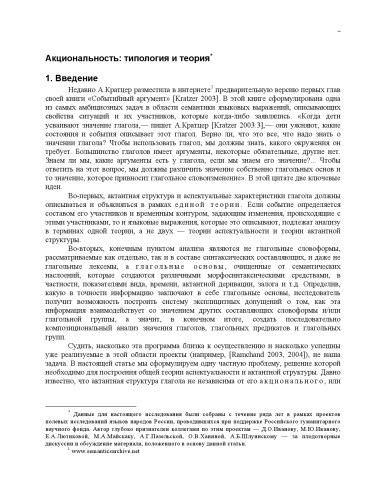 Акциональность: типология и теория*
1. Введение
Недавно А.Кратцер разместила в интернете¹ предварительную версию первых глав
своей книги «Событийный аргумент» [Kratzer 2003]. В этой книге сформулирована одна
из самых амбициозных задач в области семантики языковых выражений, описывающих
свойства ситуаций и их участников, которые когда-либо заявлялись. «Когда дети
усваивают значение глагола,— пишет А.Кратцер [Kratzer 2003:3],— они узнают, какие
состояния и события описывает этот глагол. Верно ли, что это все, что надо знать о
значении глагола? Чтобы использовать глагол, мы должны знать, какого окружения он
требует. Большинство глаголов имеет аргументы, некоторые обязательные, другие нет.
Знаем ли мы, какие аргументы есть у глагола, если мы знаем его значение?... Чтобы
ответить на этот вопрос, мы должны различить значение собственно глагольных основ и
то значение, которое привносит глагольное словоизменение». В этой цитате две ключевые
идеи.
Во-первых, актантная структура и аспектуальные характеристики глагола должны
описываться и объясняться в рамках единой теории. Если событие определяется
составом его участников и временным контуром, задающим изменения, происходящие с
этими участниками, то и языковые выражения, которые это описывают, подлежат анализу
в терминах одной теории, а не двух — теории аспектуальности и теории актантной
структуры.
Во-вторых, конечным пунктом анализа являются не глагольные словоформы,
рассматриваемые как отдельно, так и в составе синтаксических составляющих, и даже не
глагольные лексемы, а глагольные основы, очищенные от семантических
наслоений, которые создаются различными морфосинтаксическими средствами, в
частности, показателями вида, времени, актантной деривации, залога и т.д. Определив,
какую в точности информацию заключают в себе глагольные основы, исследователь
получит возможность построить систему эксплицитных допущений о том, как эта
информация взаимодействует со значением других составляющих словоформы и/или
глагольной группы, а значит, в конечном итоге, создать последовательно
композициональный анализ значения глаголов, глагольных предикатов и глагольных
групп.
Судить, насколько эта программа близка к осуществлению и насколько успешны
уже реализуемые в этой области проекты (например, [Ramchand 2003, 2004]), не наша
задача. В настоящей статье мы сформулируем одну частную проблему, решение которой
необходимо для построения общей теории аспектуальности и актантной структуры. Давно
известно, что актантная структура глагола не независима от его акционального, или
* Данные для настоящего исследования были собраны с течение ряда лет в рамках проектов
полевых исследований языков народов России, проводившихся при поддержке Российского гуманитарного
научного фонда. Автор глубоко признателен коллегам по этим проектам — Д.О.Иванову, М.Ю.Иванову,
Е.А.Лютиковой, М.А.Майскаку, А.Г.Пазельской, О.В.Ханиной, А.Б.Шлуинскому — за плодотворные
дискуссии и обсуждение материала, положенного в основу данной статьи.
¹ www.semanticsarchive.net